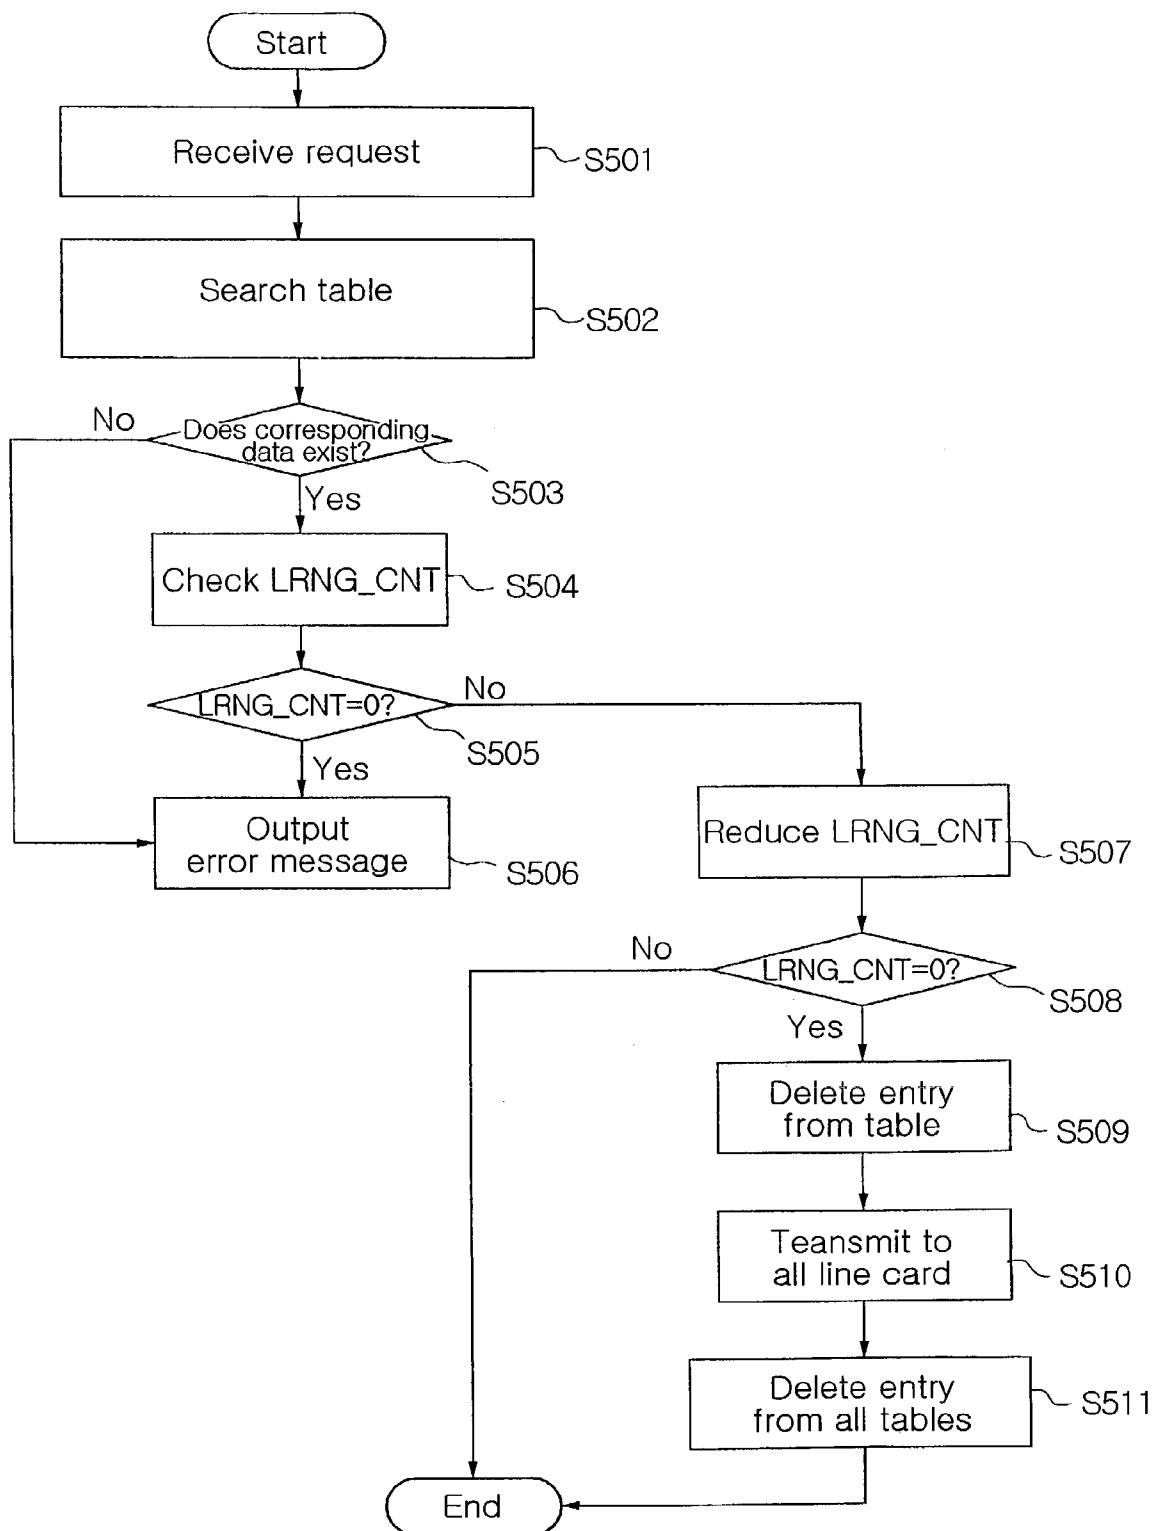 Start
Receive request
S501
Search table
S502
No
Does corresponding
data exist?
S503
Yes
Check LRNG_CNT
S504
LRNG_CNT=0?
No
S505
Yes
Output
error message
S506
Reduce LRNG_CNT
S507
No
LRNG_CNT=0?
S508
Yes
Delete entry
from table
S509
Teansmit to
all line card
S510
Delete entry
from all tables
S511
End